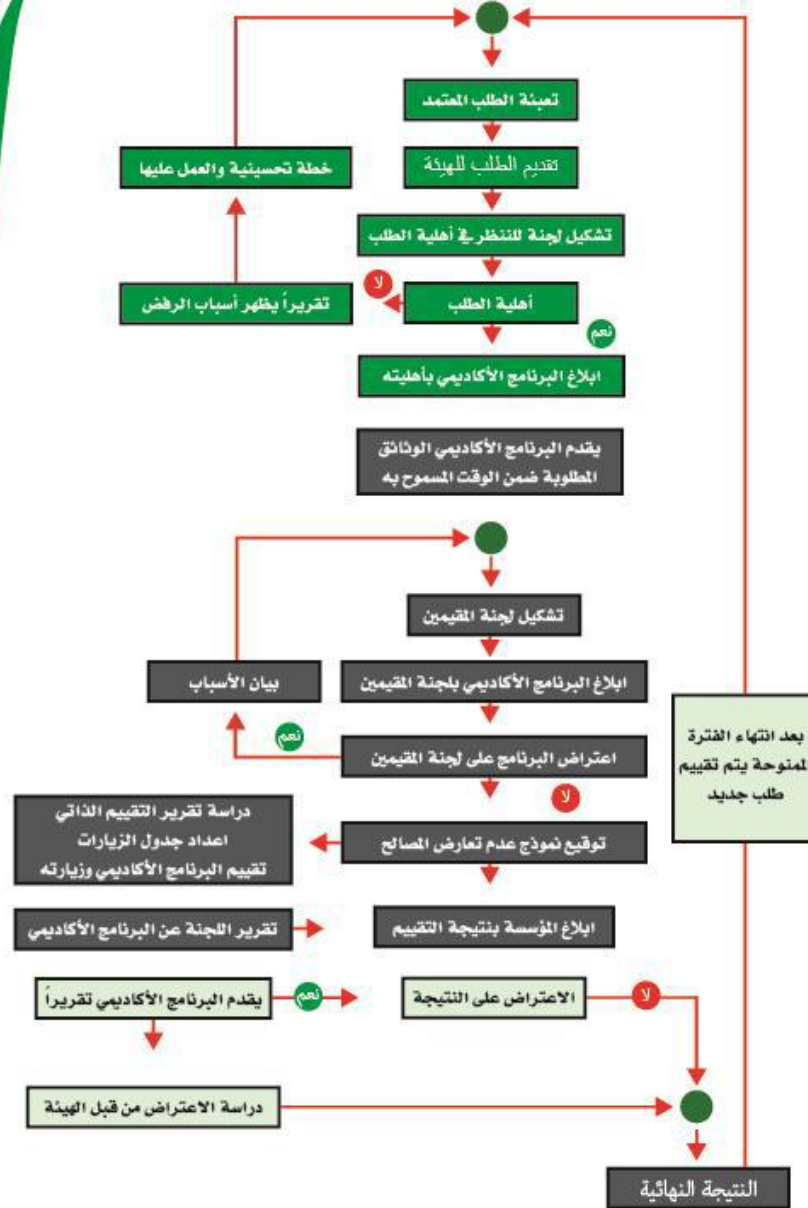 تعبئة الطلب المعتمد
تقديم الطلب للهيئة
خطة تحسينية والعمل عليها
تشكيل لجنة للنظر في أهلية الطلب
لا
تقريراً يظهر أسباب الرفض
أهلية الطلب
نعم
ابلاغ البرنامج الأكاديمي بأهليته
يقدم البرنامج الأكاديمي الوثائق
المطلوبة ضمن الوقت المسموح به
تشكيل لجنة المقيمين
ابلاغ البرنامج الأكاديمي بلجنة المقيمين
بيان الأسباب
نعم
اعتراض البرنامج على لجنة المقيمين
لا
بعد انتهاء الفترة
الممنوحة يتم تقييم
طلب جديد
توقيع نموذج عدم تعارض المصالح
دراسة تقرير التقييم الذاتي
اعداد جدول الزيارات
تقييم البرنامج الأكاديمي وزيارته
ابلاغ المؤسسة بنتيجة التقييم
تقرير اللجنة عن البرنامج الأكاديمي
لا
الاعتراض على النتيجة
نعم
يقدم البرنامج الأكاديمي تقريراً
دراسة الاعتراض من قبل الهيئة
النتيجة النهائية